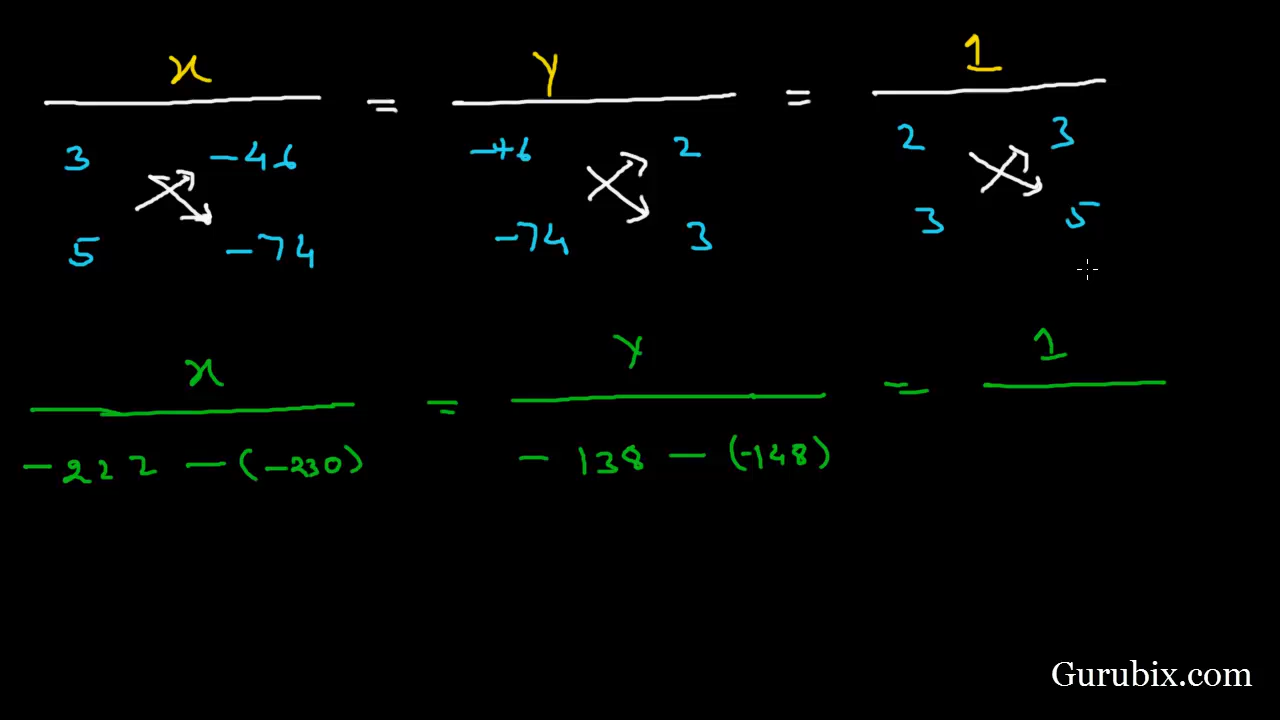 x = y = 1
3 -46 -46 2 2 3
5 -74 -74 3 3 5
x = y = 1
-222 - (-230) -138 - (-148)
Gurubix.com